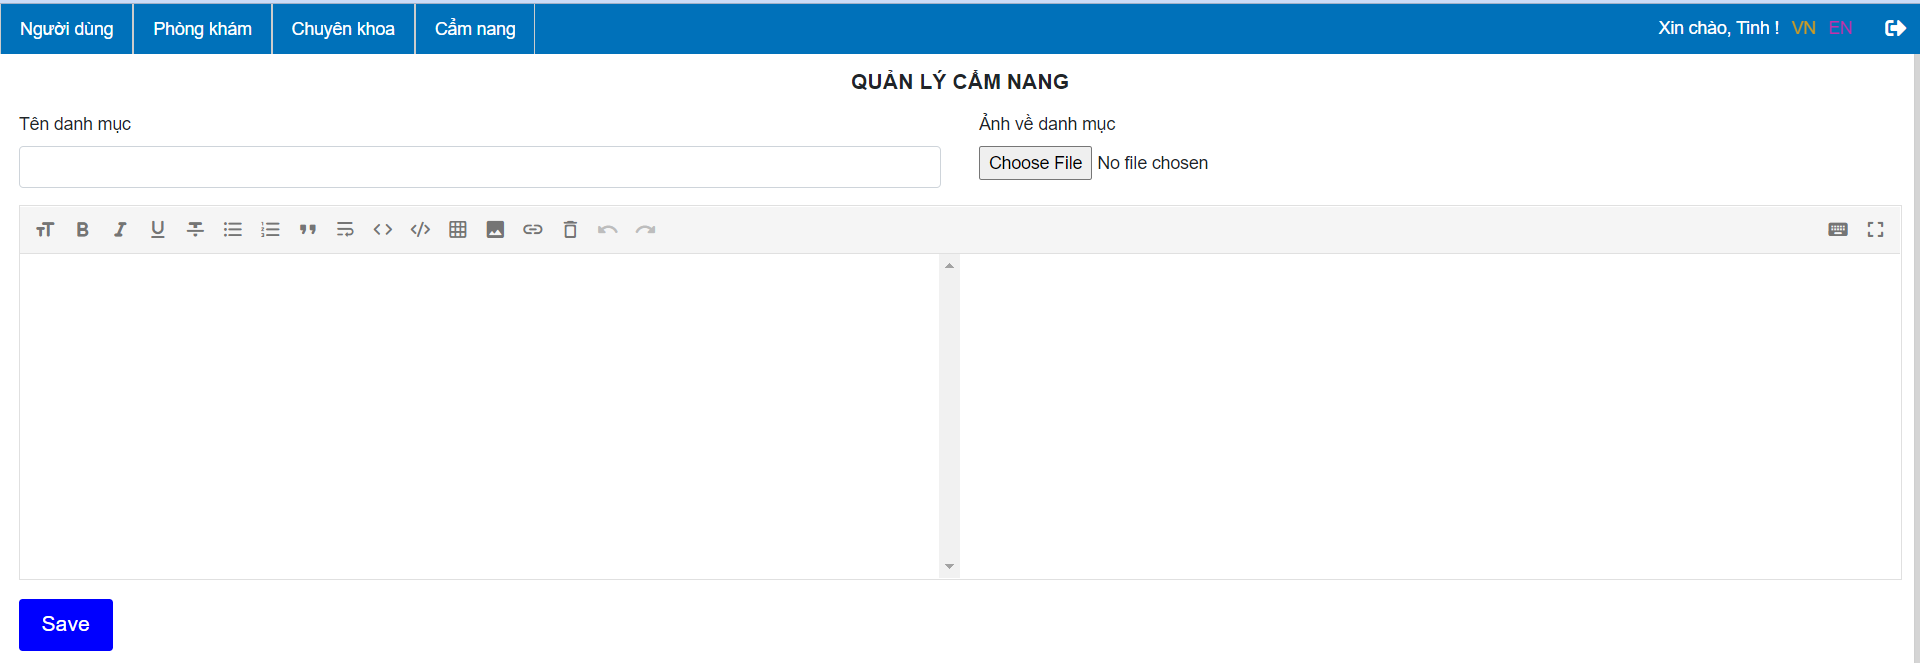 Người dùng Phòng khám Chuyên khoa Cẩm nang Xin chào, Tinh ! VN EN
QUẢN LÝ CẨM NANG
Tên danh mục Ảnh về danh mục
Choose File No file chosen
Save